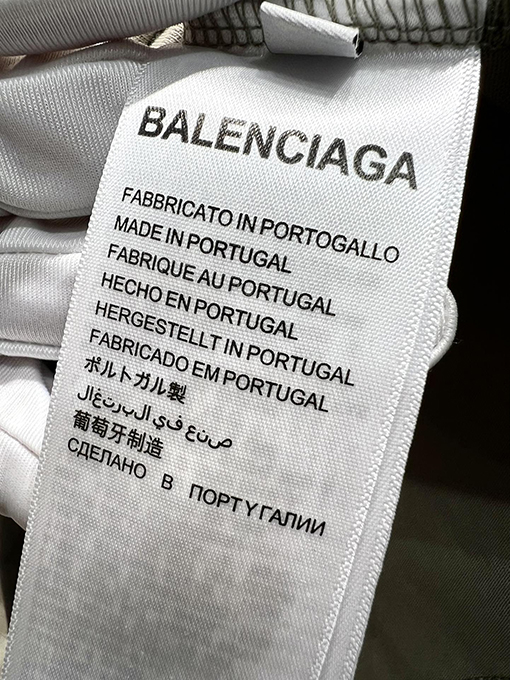 BALENCIAGA
FABBRICATO IN PORTOGALLO
MADE IN PORTUGAL
FABRIQUE AU PORTUGAL
HECHO EN PORTUGAL
HERGESTELLT IN PORTUGAL
FABRICADO EM PORTUGAL
ポルトガル製
صنع في البرتغال
葡萄牙制造
СДЕЛАНО В ПОРТУГАЛИИ